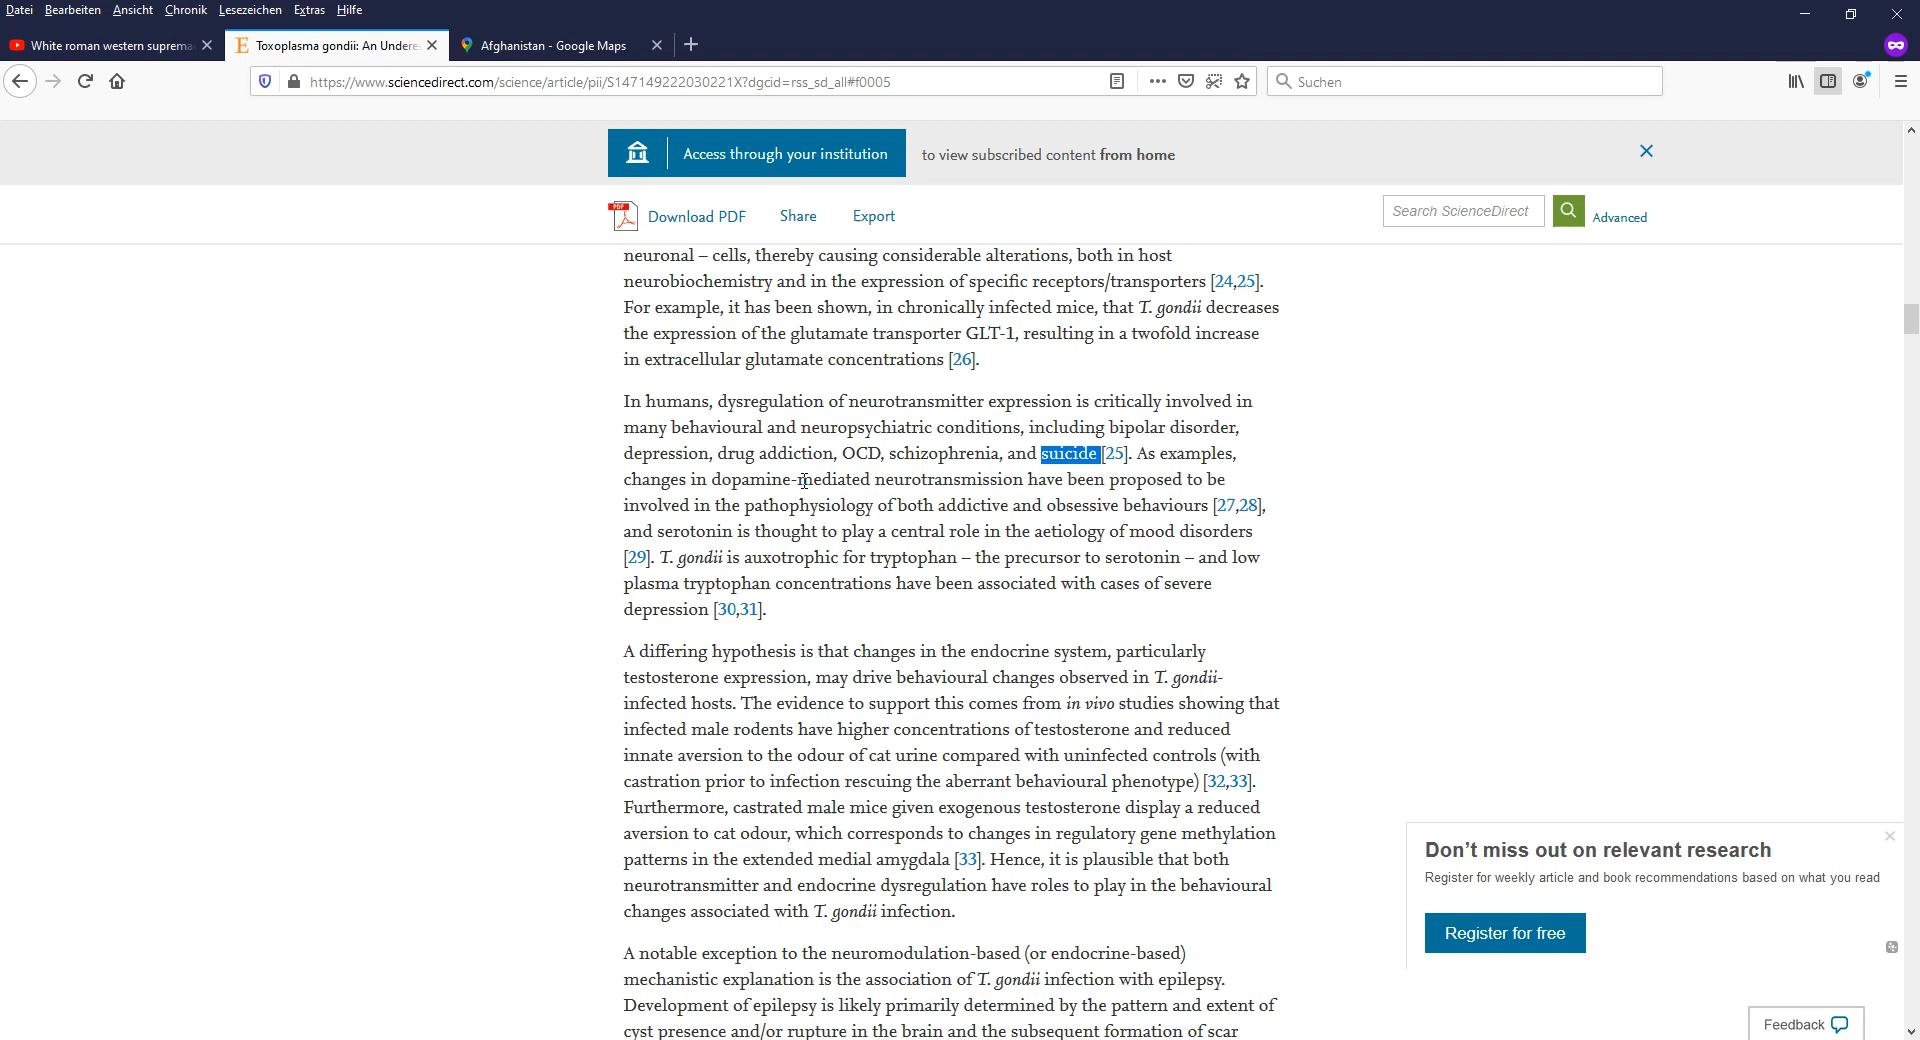 Datei Bearbeiten Ansicht Chronik Lesezeichen Extras Hilfe
White roman western suprema
Toxoplasma gondii: An Undere
Afghanistan - Google Maps
https://www.sciencedirect.com/science/article/pii/S147149222030221X?dgcid=rss_sd_all#f0005
Suchen
Access through your institution to view subscribed content from home
PDF Download PDF Share Export
Search ScienceDirect Advanced
neuronal – cells, thereby causing considerable alterations, both in host
neurobiochemistry and in the expression of specific receptors/transporters [24,25].
For example, it has been shown, in chronically infected mice, that T. gondii decreases
the expression of the glutamate transporter GLT-1, resulting in a twofold increase
in extracellular glutamate concentrations [26].
In humans, dysregulation of neurotransmitter expression is critically involved in
many behavioural and neuropsychiatric conditions, including bipolar disorder,
depression, drug addiction, OCD, schizophrenia, and suicide [25]. As examples,
changes in dopamine-mediated neurotransmission have been proposed to be
involved in the pathophysiology of both addictive and obsessive behaviours [27,28],
and serotonin is thought to play a central role in the aetiology of mood disorders
[29]. T. gondii is auxotrophic for tryptophan – the precursor to serotonin – and low
plasma tryptophan concentrations have been associated with cases of severe
depression [30,31].
A differing hypothesis is that changes in the endocrine system, particularly
testosterone expression, may drive behavioural changes observed in T. gondii-
infected hosts. The evidence to support this comes from in vivo studies showing that
infected male rodents have higher concentrations of testosterone and reduced
innate aversion to the odour of cat urine compared with uninfected controls (with
castration prior to infection rescuing the aberrant behavioural phenotype) [32,33].
Furthermore, castrated male mice given exogenous testosterone display a reduced
aversion to cat odour, which corresponds to changes in regulatory gene methylation
patterns in the extended medial amygdala [33]. Hence, it is plausible that both
neurotransmitter and endocrine dysregulation have roles to play in the behavioural
changes associated with T. gondii infection.
A notable exception to the neuromodulation-based (or endocrine-based)
mechanistic explanation is the association of T. gondii infection with epilepsy.
Development of epilepsy is likely primarily determined by the pattern and extent of
cyst presence and/or rupture in the brain and the subsequent formation of scar
Don't miss out on relevant research
Register for weekly article and book recommendations based on what you read
Register for free
Feedback